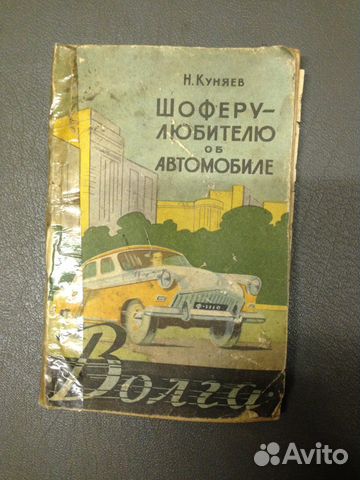 Н. КУНЯЕВ
ШОФЕРУ-
ЛЮБИТЕЛЮ
ОБ
АВТОМОБИЛЕ
Волга
Avito